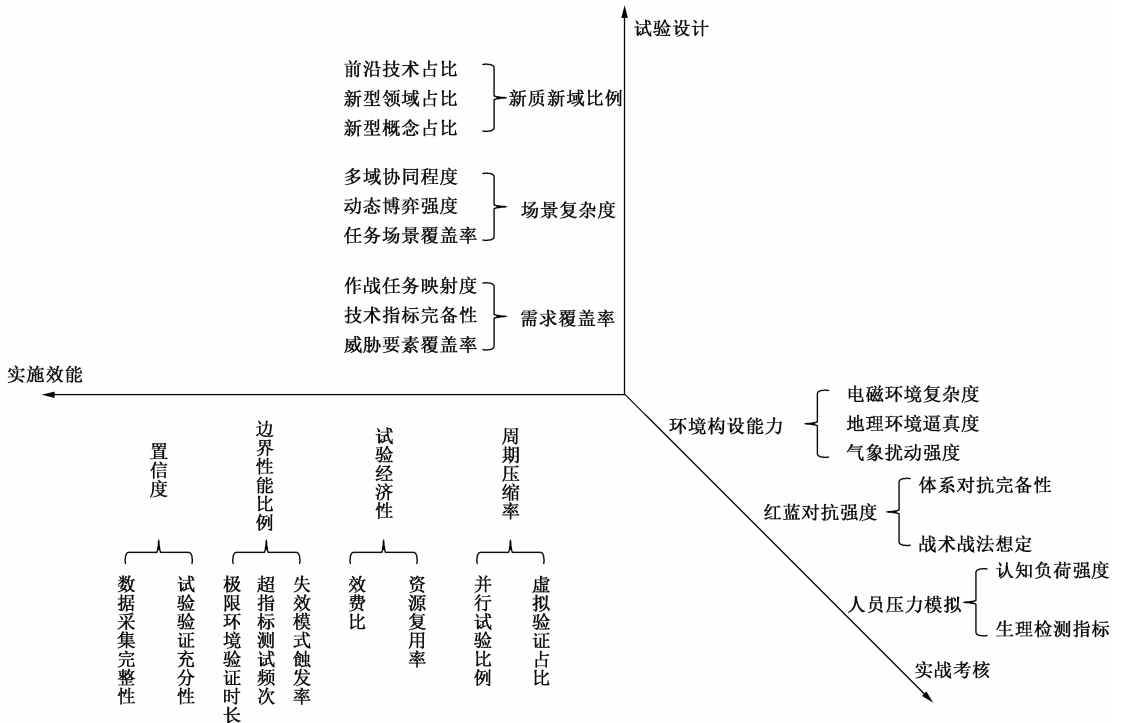 试验设计
前沿技术占比
新型领域占比
新型概念占比
新质新域比例
多域协同程度
动态博弈强度
任务场景覆盖率
场景复杂度
作战任务映射度
技术指标完备性
威胁要素覆盖率
需求覆盖率
实施效能
置信度
边界性能比例
试验经济性
周期压缩率
数据采集完整性
试验验证充分性
极限环境验证时长
超指标测试频次
失效模式触发率
效费比
资源复用率
并行试验比例
虚拟验证占比
环境构设能力
电磁环境复杂度
地理环境逼真度
气象扰动强度
红蓝对抗强度
体系对抗完备性
战术战法想定
人员压力模拟
认知负荷强度
生理检测指标
实战考核